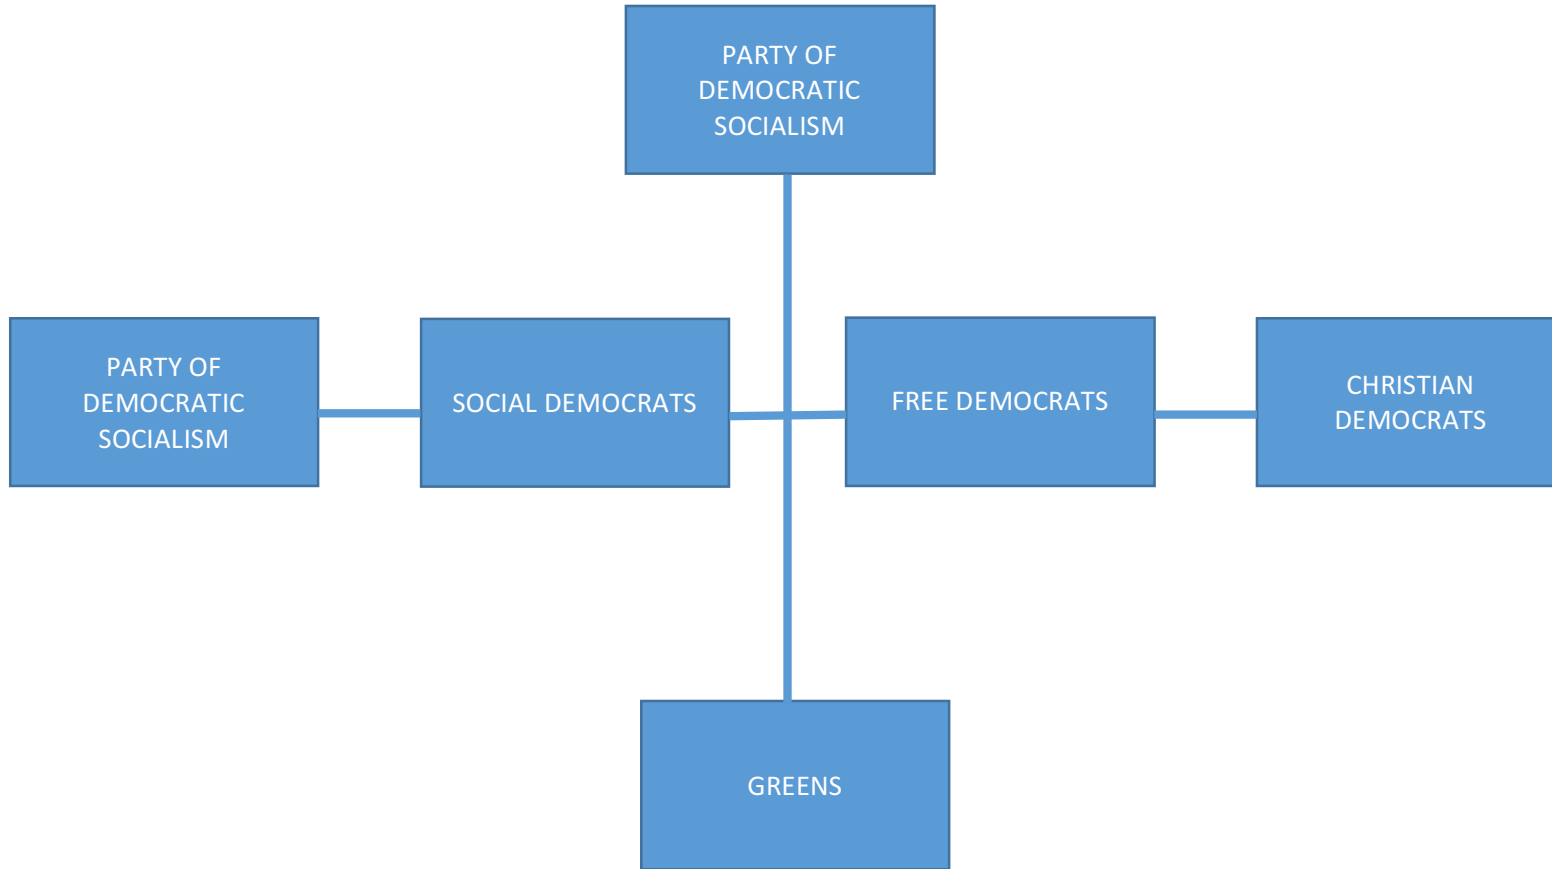 PARTY OF
DEMOCRATIC
SOCIALISM
PARTY OF
DEMOCRATIC
SOCIALISM
SOCIAL DEMOCRATS
FREE DEMOCRATS
CHRISTIAN
DEMOCRATS
GREENS